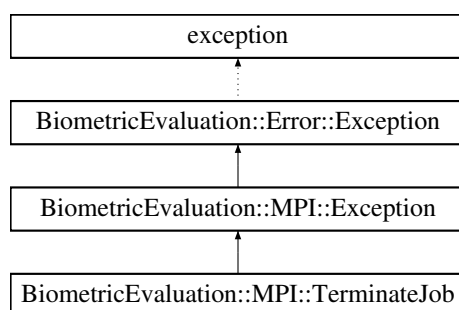 exception
BiometricEvaluation::Error::Exception
BiometricEvaluation::MPI::Exception
BiometricEvaluation::MPI::TerminateJob